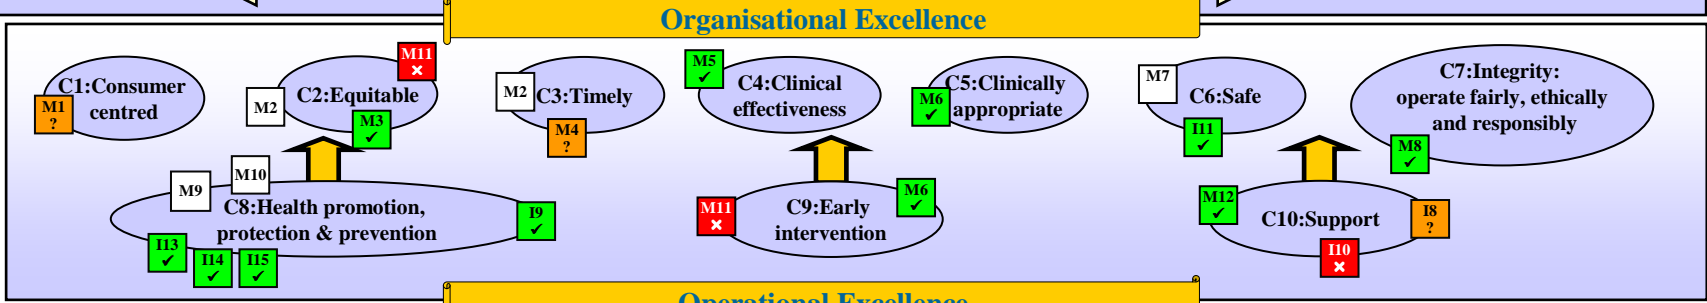 Organisational Excellence
M11
C1:Consumer
centred
M1
?
C2:Equitable
M2
M3
✓
M2
C3:Timely
M4
?
M5
✓
C4:Clinical
effectiveness
C5:Clinically
appropriate
M6
✓
M7
C6:Safe
I11
✓
C7:Integrity:
operate fairly, ethically
and responsibly
M8
✓
M9
M10
C8:Health promotion,
protection & prevention
I9
✓
I13
✓
I14
✓
I15
✓
M11
C9:Early
intervention
M6
✓
M12
✓
C10:Support
I8
?
I10
Operational Excellence